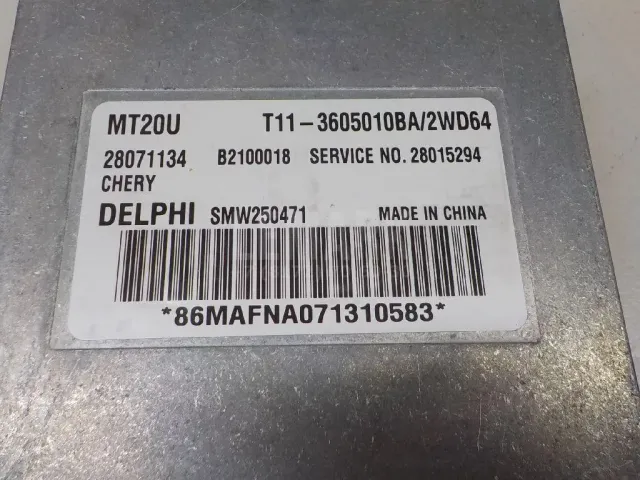 MT20U T11-3605010BA/2WD64
28071134 B2100018 SERVICE NO. 28015294
CHERY
DELPHI SMW250471 MADE IN CHINA
*86MAFNA071310583*